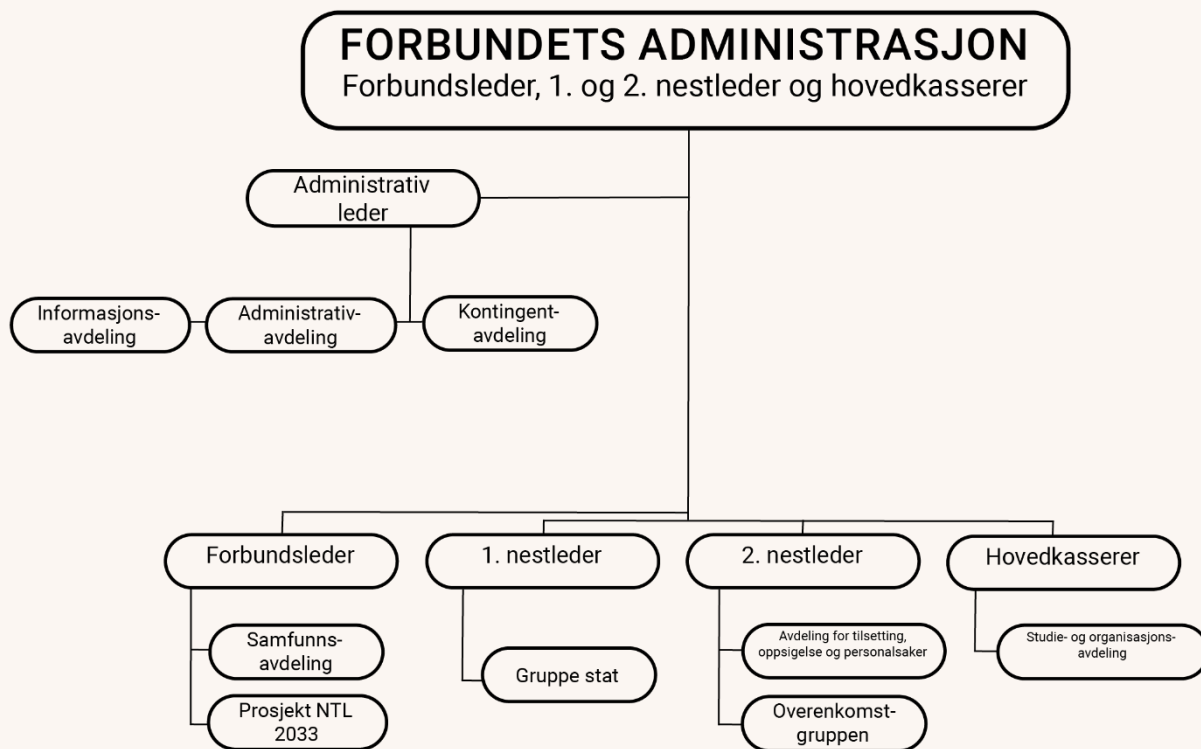 FORBUNDETS ADMINISTRASJON
Forbundsleder, 1. og 2. nestleder og hovedkasserer
Administrativ
leder
Informasjons-
avdeling
Administrativ-
avdeling
Kontingent-
avdeling
Forbundsleder
1. nestleder
2. nestleder
Hovedkasserer
Samfunns-
avdeling
Prosjekt NTL
2033
Gruppe stat
Avdeling for tilsetting,
oppsigelse og personalsaker
Overenkomst-
gruppen
Studie- og organisasjons-
avdeling